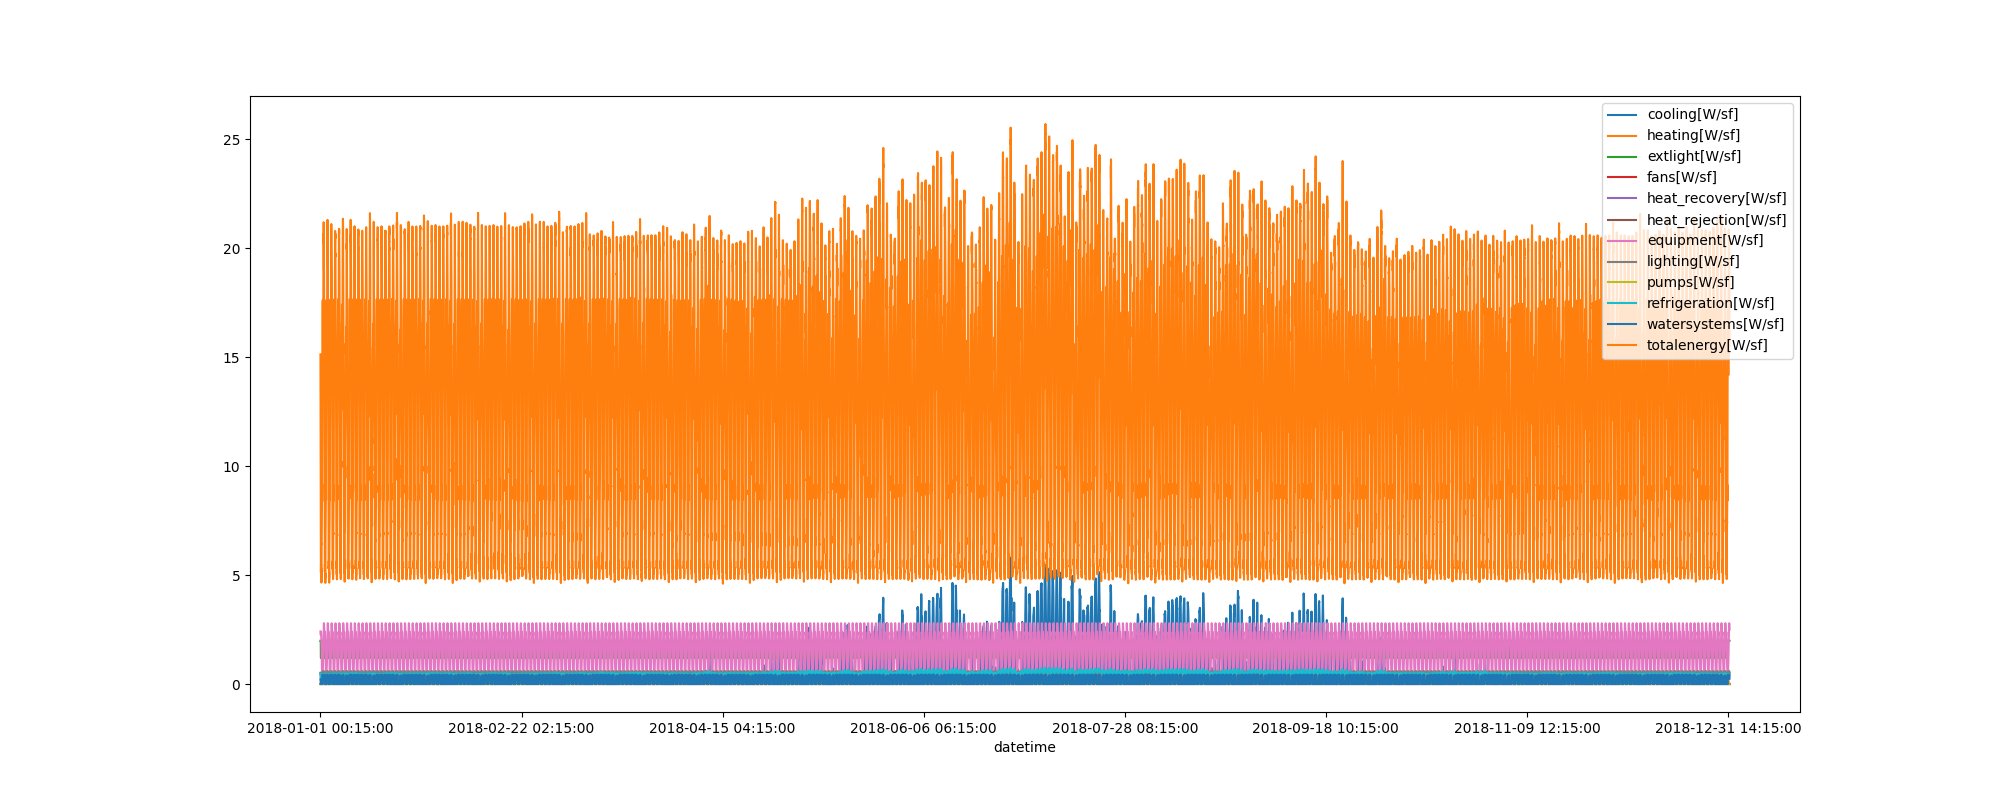 25
20
15
10
5
0
cooling[W/sf]
heating[W/sf]
extlight[W/sf]
fans[W/sf]
heat_recovery[W/sf]
heat_rejection[W/sf]
equipment[W/sf]
lighting[W/sf]
pumps[W/sf]
refrigeration[W/sf]
watersystems[W/sf]
totalenergy[W/sf]
2018-01-01 00:15:00 2018-02-22 02:15:00 2018-04-15 04:15:00 2018-06-06 06:15:00 2018-07-28 08:15:00 2018-09-18 10:15:00 2018-11-09 12:15:00 2018-12-31 14:15:00
datetime